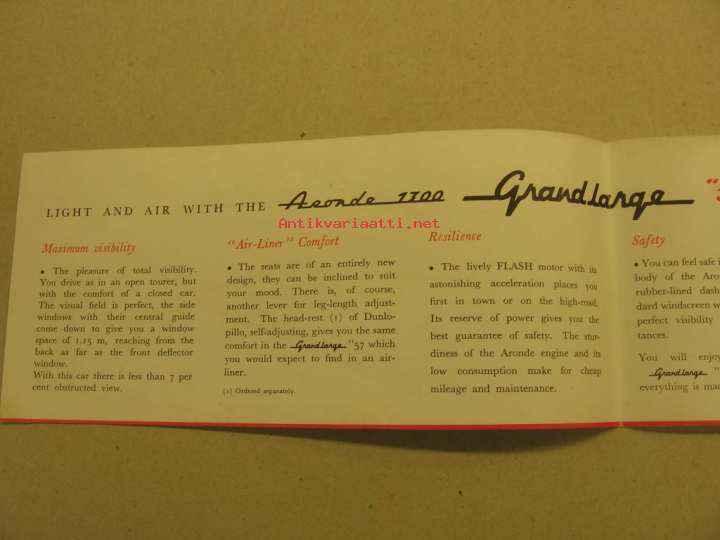 LIGHT AND AIR WITH THE Aronde 1300 Grandlarge "5
Antikvariaatti.net
Maximum visibility
• The pleasure of total visibility.
You drive as in an open tourer, but
with the comfort of a closed car.
The visual field is perfect, the side
windows with their central guide
come down to give you a window
space of 1.15 m, reaching from the
back as far as the front deflector
window.
With this car there is less than 7 per
cent obstructed view.
"Air-Liner" Comfort
• The seats are of an entirely new
design, they can be inclined to suit
your mood. There is, of course,
another lever for leg-length adjust-
ment. The head-rest (1) of Dunlo-
pillo, self-adjusting, gives you the same
comfort in the Grandlarge "57 which
you would expect to find in an air-
liner.
(1) Ordered separately.
Resilience
• The lively FLASH motor with its
astonishing acceleration places you
first in town or on the high-road.
Its reserve of power gives you the
best guarantee of safety. The stur-
diness of the Aronde engine and its
low consumption make for cheap
mileage and maintenance.
Safety
• You can feel safe i
body of the Aron
rubber-lined dash
dard windscreen w
perfect visibility
tances.
You will enjoy
Grandlarge "
everything is mad